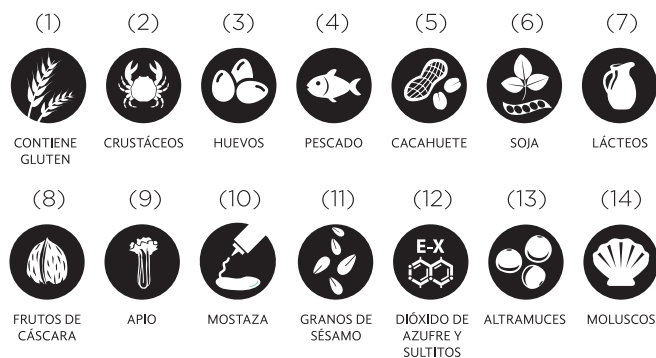 (1) (2) (3) (4) (5) (6) (7)
CONTIENE GLUTEN
CRUSTÁCEOS
HUEVOS
PESCADO
CACAHUETE
SOJA
LÁCTEOS
(8) (9) (10) (11) (12) (13) (14)
E-X
FRUTOS DE
CÁSCARA
APIO
MOSTAZA
GRANOS DE
SÉSAMO
DIÓXIDO DE
AZUFRE Y
SULTITOS
ALTRAMUCES
MOLUSCOS